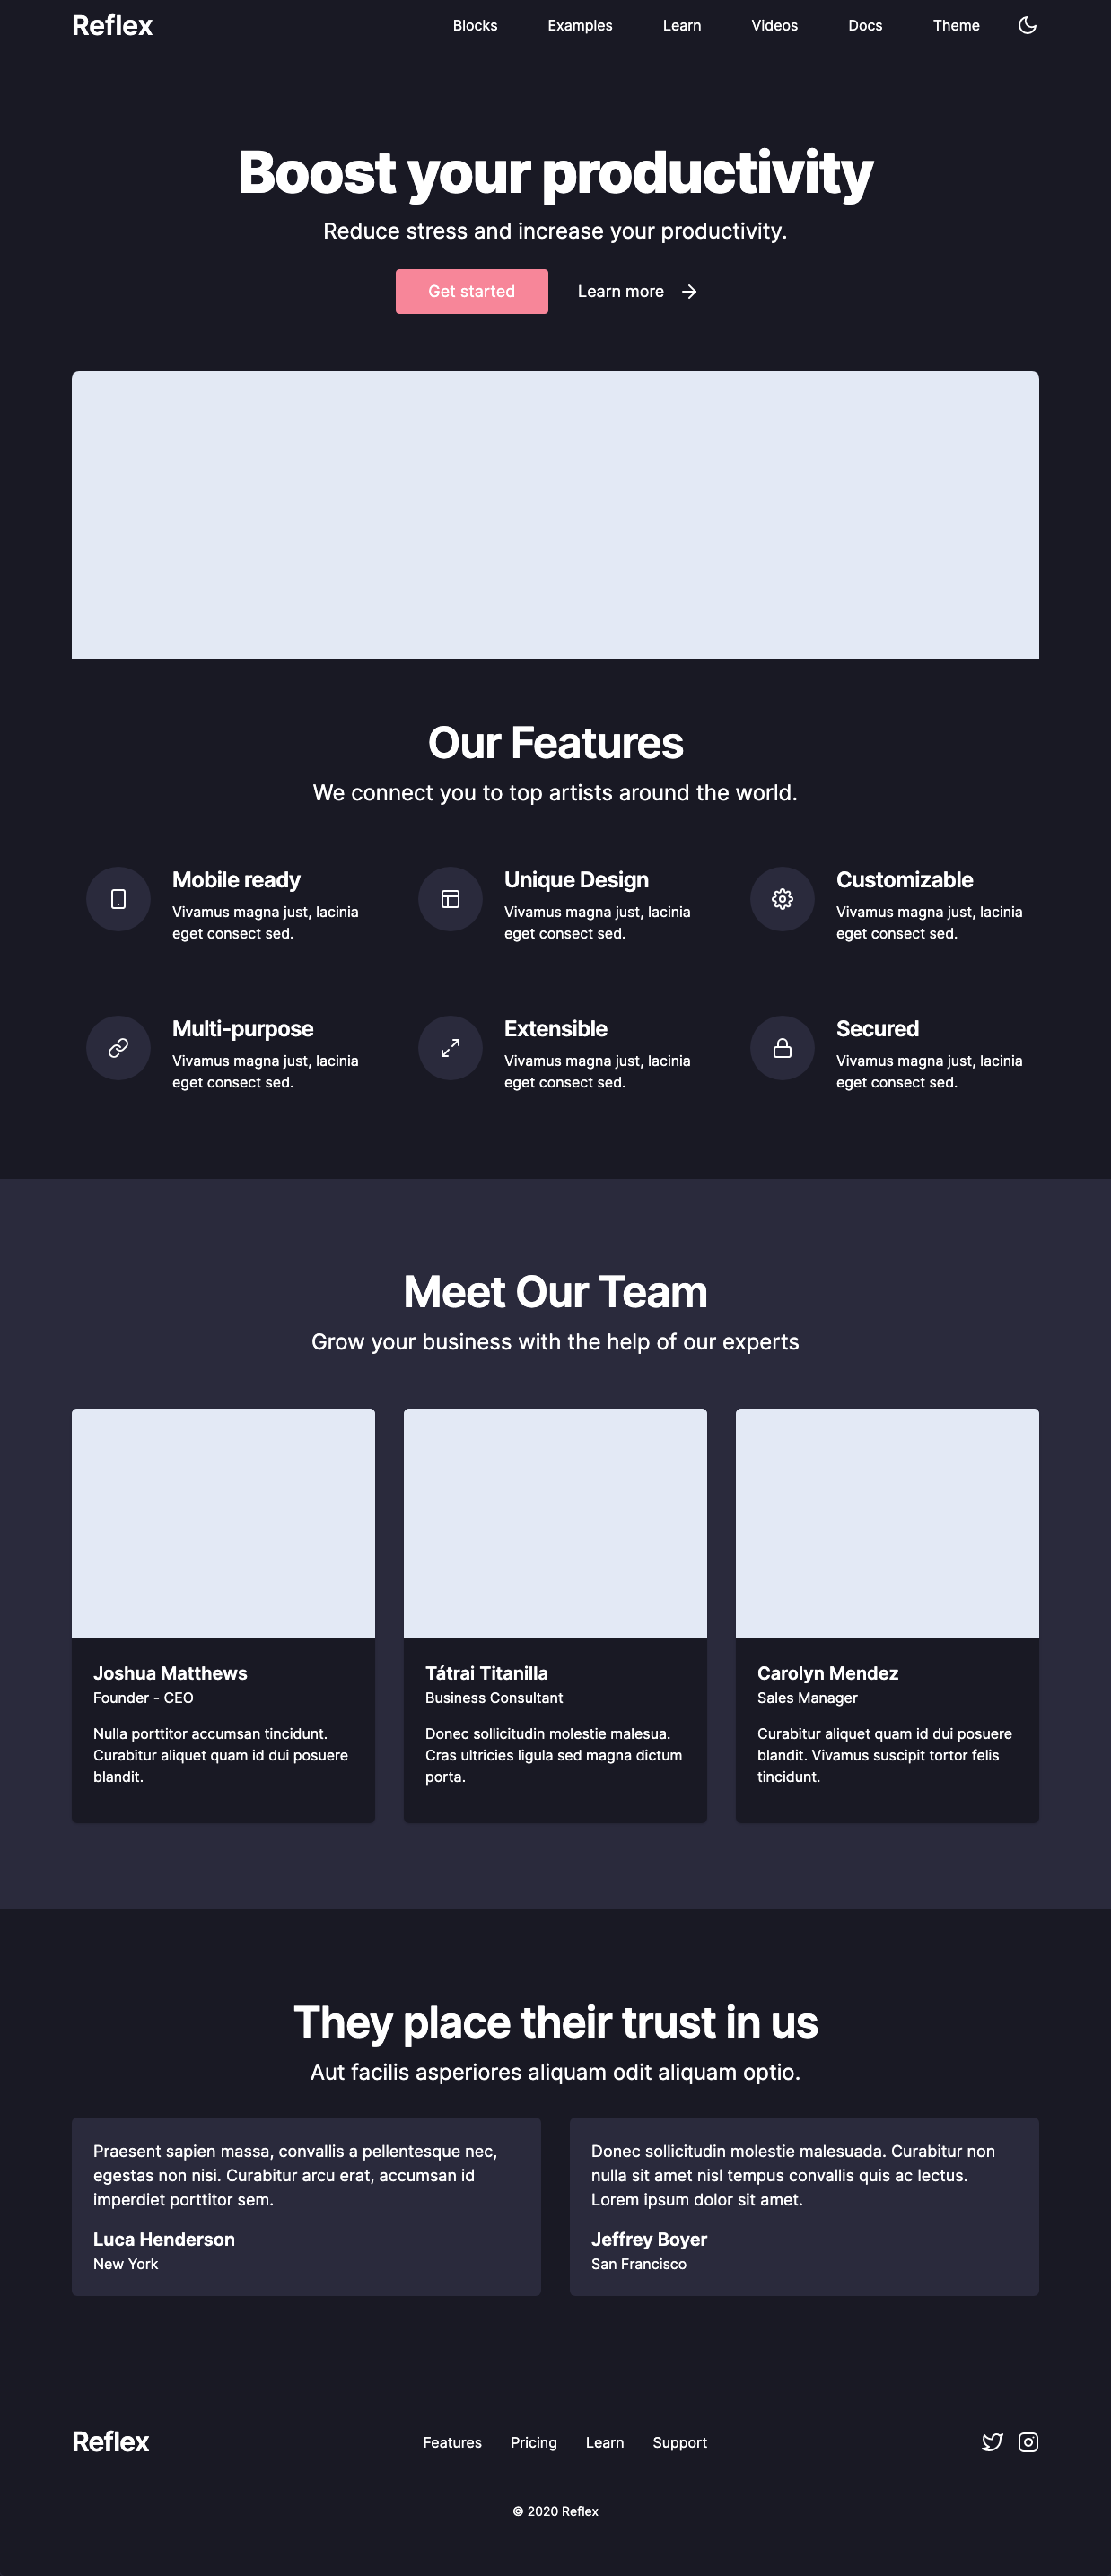 Reflex
Blocks Examples Learn Videos Docs Theme
Boost your productivity
Reduce stress and increase your productivity.
Get started
Learn more
Our Features
We connect you to top artists around the world.
Mobile ready
Vivamus magna just, lacinia
eget consect sed.
Unique Design
Vivamus magna just, lacinia
eget consect sed.
Customizable
Vivamus magna just, lacinia
eget consect sed.
Multi-purpose
Vivamus magna just, lacinia
eget consect sed.
Extensible
Vivamus magna just, lacinia
eget consect sed.
Secured
Vivamus magna just, lacinia
eget consect sed.
Meet Our Team
Grow your business with the help of our experts
Joshua Matthews
Founder - CEO
Nulla porttitor accumsan tincidunt.
Curabitur aliquet quam id dui posuere
blandit.
Tátrai Titanilla
Business Consultant
Donec sollicitudin molestie malesua.
Cras ultricies ligula sed magna dictum
porta.
Carolyn Mendez
Sales Manager
Curabitur aliquet quam id dui posuere
blandit. Vivamus suscipit tortor felis
tincidunt.
They place their trust in us
Aut facilis asperiores aliquam odit aliquam optio.
Praesent sapien massa, convallis a pellentesque nec,
egestas non nisi. Curabitur arcu erat, accumsan id
imperdiet porttitor sem.
Luca Henderson
New York
Donec sollicitudin molestie malesuada. Curabitur non
nulla sit amet nisl tempus convallis quis ac lectus.
Lorem ipsum dolor sit amet.
Jeffrey Boyer
San Francisco
Reflex
Features Pricing Learn Support
© 2020 Reflex